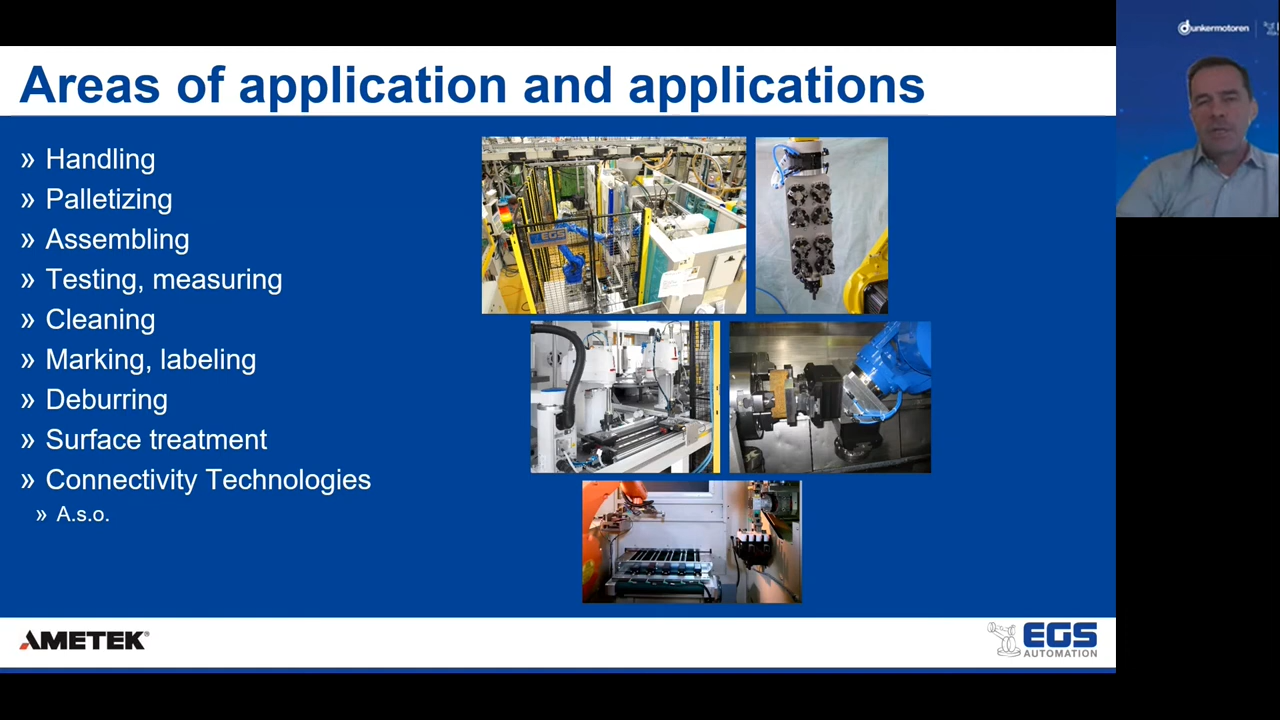 Areas of application and applications
» Handling
» Palletizing
» Assembling
» Testing, measuring
» Cleaning
» Marking, labeling
» Deburring
» Surface treatment
» Connectivity Technologies
» A.s.o.
EGS
AMETEK®
EGS
AUTOMATION
dunkermotoren